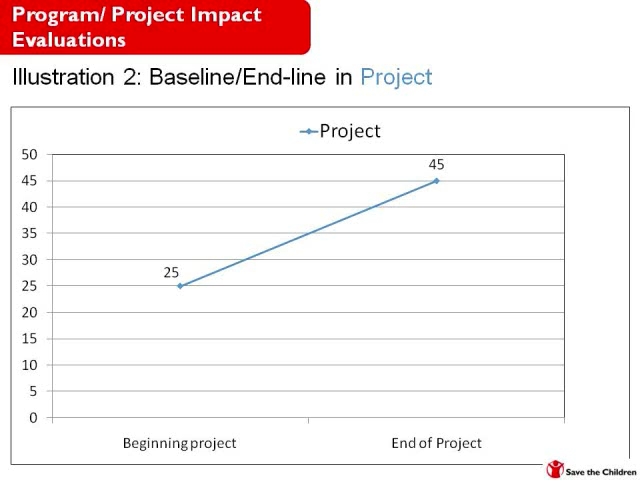 Program/ Project Impact
Evaluations
Illustration 2: Baseline/End-line in Project
Project
50
45
40
35
30
25
20
15
10
5
0
25
45
Beginning project
End of Project
Save the Children